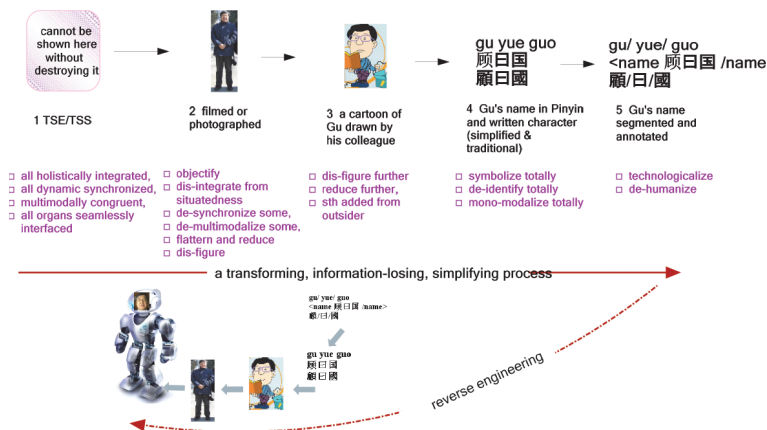 cannot be
shown here
without
destroying it
1 TSE/TSS
2 filmed or
photographed
3 a cartoon of
Gu drawn by
his colleague
gu yue guo
顾曰国
顧曰國
4 Gu's name in Pinyin
and written character
(simplified &
traditional)
gu/ yue/ guo
<name 顾曰国 /name
顧/曰/國
5 Gu's name
segmented and
annotated
□ all holistically integrated,
□ all dynamic synchronized,
□ multimodally congruent,
□ all organs seamlessly
interfaced
□ objectify
□ dis-integrate from
situatedness
□ de-synchronize some,
□ de-multimodalize some,
□ flattern and reduce
□ dis-figure
□ dis-figure further
□ reduce further,
□ sth added from
outsider
□ symbolize totally
□ de-identify totally
□ mono-modalize totally
□ technologicalize
□ de-humanize
a transforming, information-losing, simplifying process
gu/ yue/ guo
<name 顾曰国 /name>
顧/曰/國
gu yue guo
顾曰国
顧曰國
reverse engineering